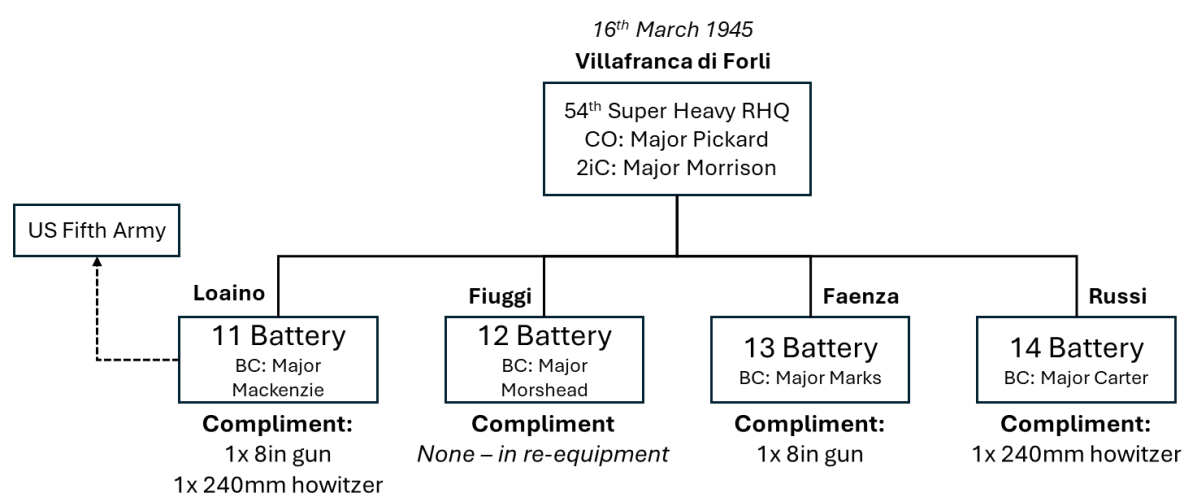 16th March 1945
Villafranca di Forli
54th Super Heavy RHQ
CO: Major Pickard
2iC: Major Morrison
US Fifth Army
Loaino
11 Battery
BC: Major
Mackenzie
Compliment:
1x 8in gun
1x 240mm howitzer
Fiuggi
12 Battery
BC: Major
Morshead
Compliment
None – in re-equipment
Faenza
13 Battery
BC: Major Marks
Compliment:
1x 8in gun
Russi
14 Battery
BC: Major Carter
Compliment:
1x 240mm howitzer